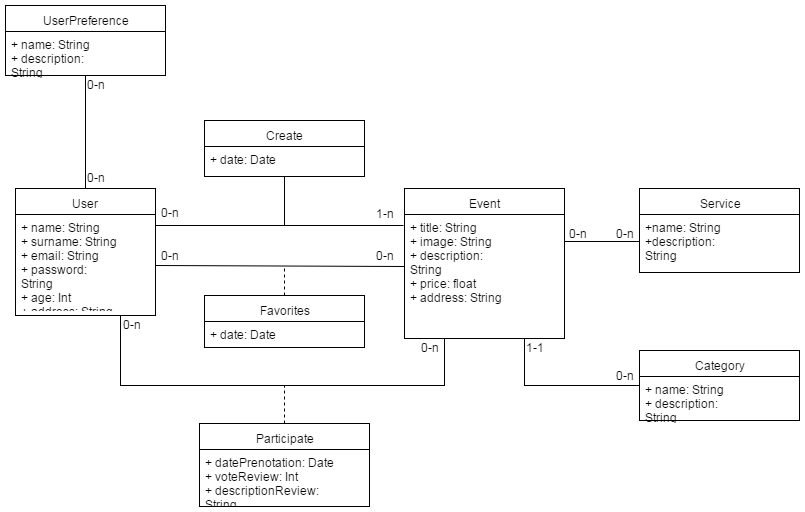 UserPreference
+ name: String
+ description:
String
0-n
0-n
Create
+ date: Date
User
+ name: String
+ surname: String
+ email: String
+ password:
String
+ age: Int
+ address: String
0-n
1-n
0-n
0-n
Event
+ title: String
+ image: String
+ description:
String
+ price: float
+ address: String
0-n
0-n
Service
+name: String
+description:
String
Favorites
+ date: Date
0-n
0-n
1-1
0-n
Category
+ name: String
+ description:
String
Participate
+ datePrenotation: Date
+ voteReview: Int
+ descriptionReview:
String